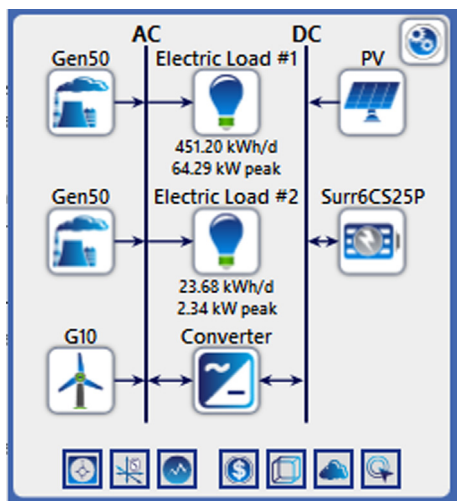 AC DC
Gen50 Electric Load #1 PV
451.20 kWh/d
64.29 kW peak
Gen50 Electric Load #2 Surr6CS25P
23.68 kWh/d
2.34 kW peak
G10 Converter